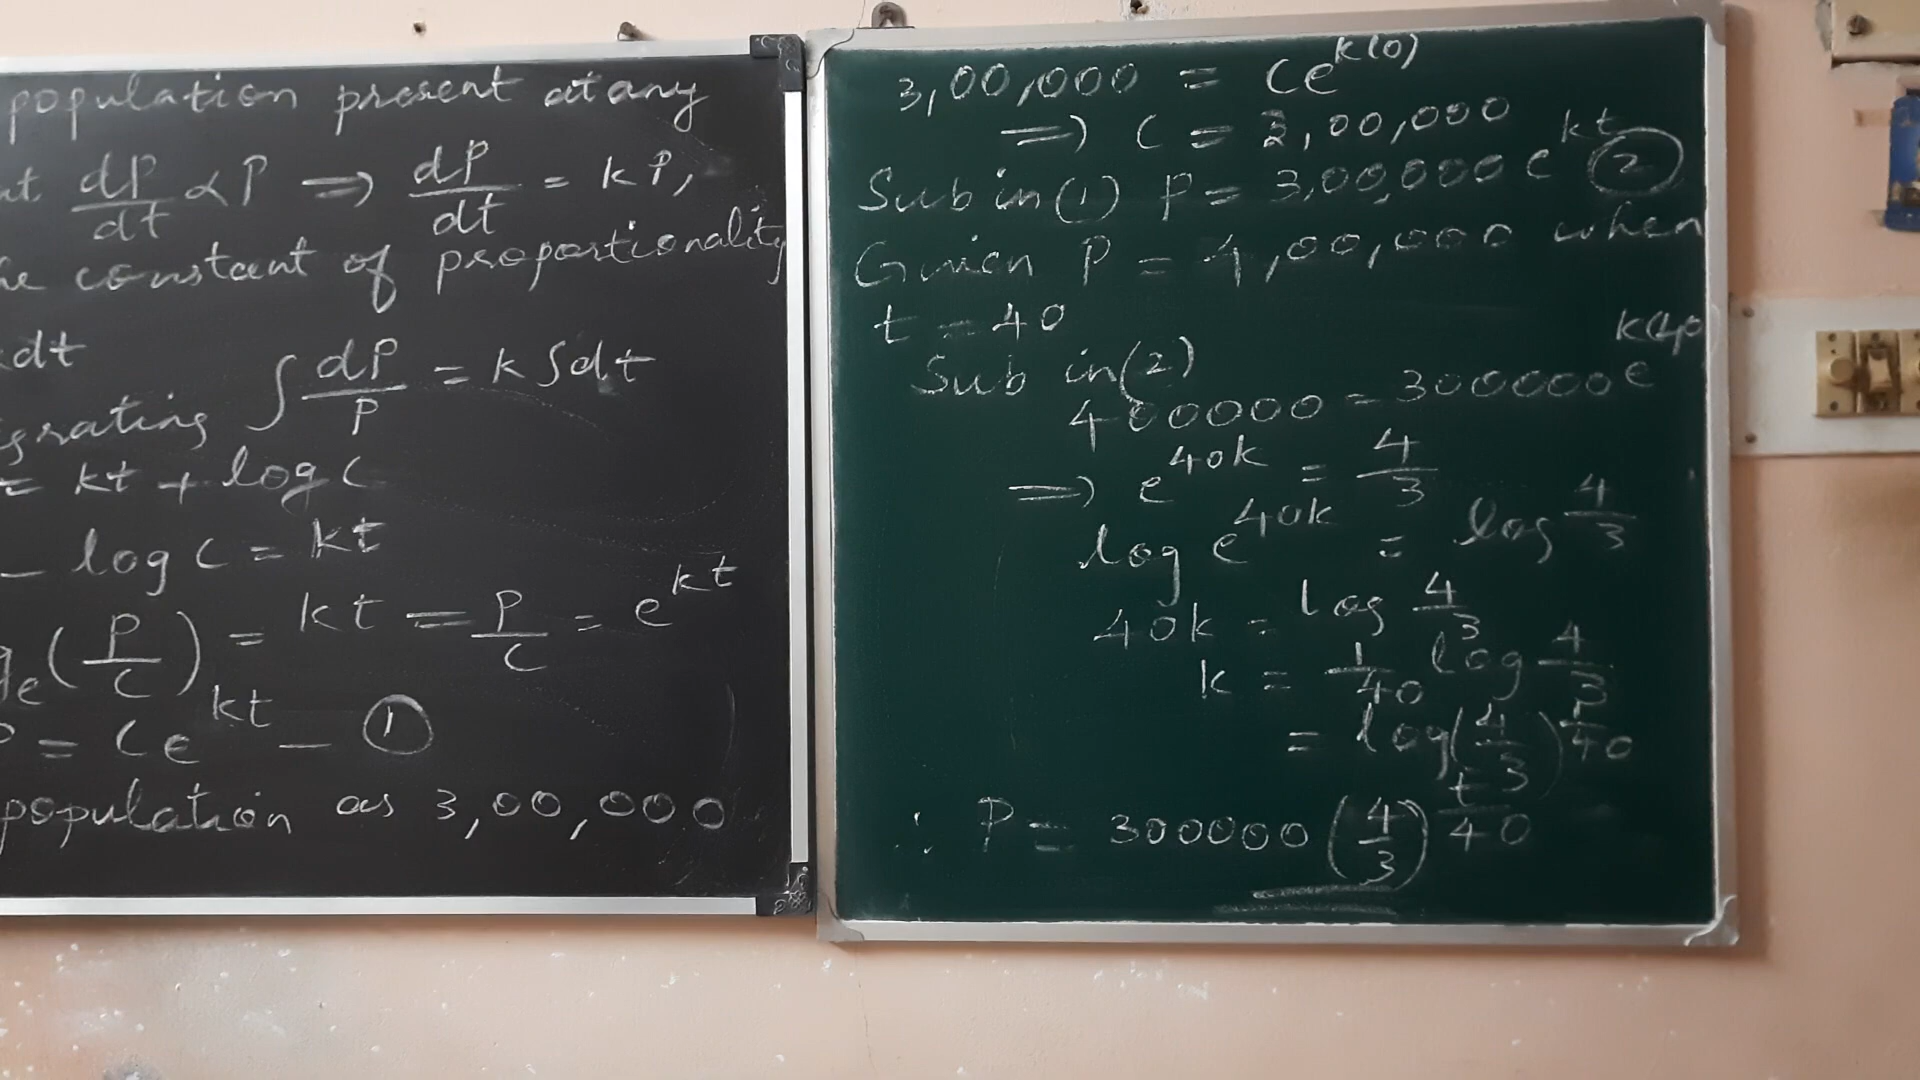 population present at any
dP/dt ∝ P => dP/dt = kP,
constant of proportionality
dt
∫ dP/P = k ∫dt
= kt + log C
- log C = kt
e (P/C) = kt = P/C = e^kt
P = Ce^kt - ①
population as 3,00,000
3,00,000 = Ce^k(0)
=> C = 3,00,000
Sub in (1) P = 3,00,000 e^kt ②
Given P = 4,00,000 when
t = 40
Sub in (2)
400000 = 300000 e^k(40)
=> e^40k = 4/3
log e^40k = log 4/3
40k = log 4/3
k = 1/40 log 4/3
= log(4/3)^1/40
∴ P = 300000 (4/3)^t/40